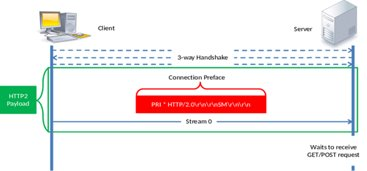 Client
Server
3-way Handshake
Connection Preface
HTTP2
Payload
PRI * HTTP/2.0\r\n\r\nSM\r\n\r\n
Stream 0
Waits to receive
GET/POST request